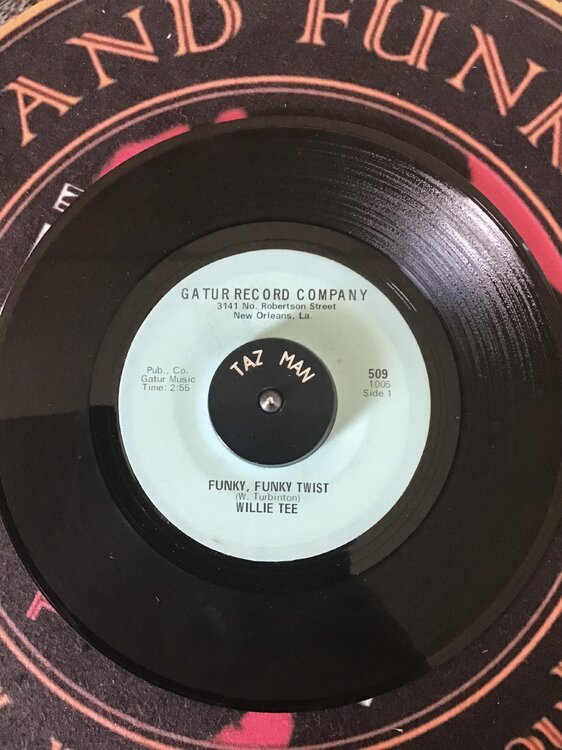 AND FUNK
GATUR RECORD COMPANY
3141 No. Robertson Street
New Orleans, La.
TAZ MAN
Pub., Co.
Gatur Music
Time: 2:55
509
1005
Side 1
FUNKY, FUNKY TWIST
(W. Turbinton)
WILLIE TEE